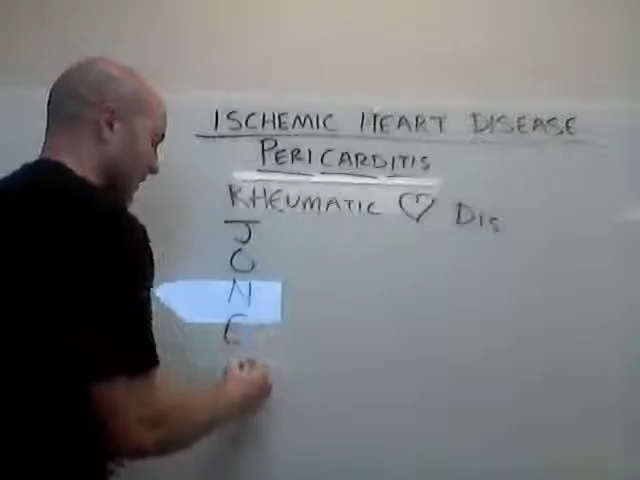 ISCHEMIC HEART DISEASE
PERICARDITIS
RHEUMATIC ♡ Dis
J
O
N
E